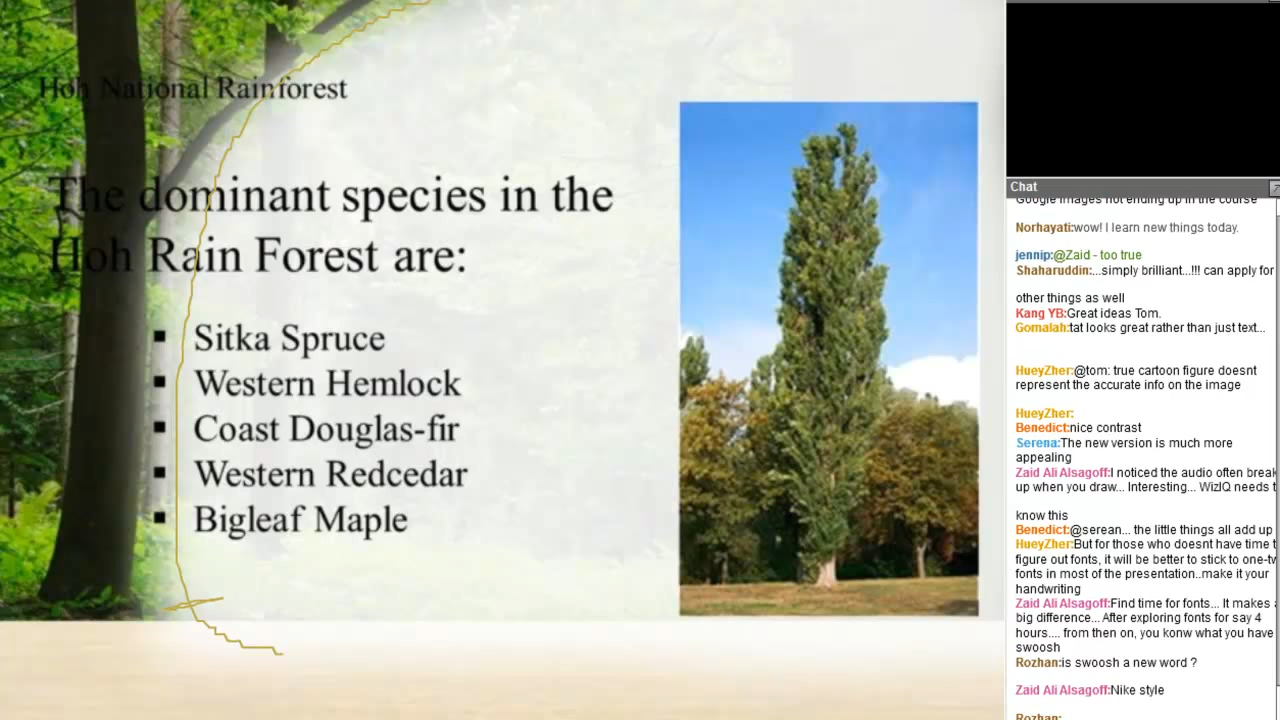 Hoh National Rainforest
The dominant species in the
Hoh Rain Forest are:
▪ Sitka Spruce
▪ Western Hemlock
▪ Coast Douglas-fir
▪ Western Redcedar
▪ Bigleaf Maple
Chat
Google images not ending up in the course
Norhayati:wow! I learn new things today.
jennip:@Zaid - too true
Shaharuddin:...simply brilliant...!!! can apply for
other things as well
Kang YB:Great ideas Tom.
Gomalah:tat looks great rather than just text...
HueyZher:@tom: true cartoon figure doesnt
represent the accurate info on the image
HueyZher:
Benedict:nice contrast
Serena:The new version is much more
appealing
Zaid Ali Alsagoff:I noticed the audio often break
up when you draw... Interesting... WizIQ needs t
know this
Benedict:@serean... the little things all add up
HueyZher:But for those who doesnt have time t
figure out fonts, it will be better to stick to one-tw
fonts in most of the presentation..make it your
handwriting
Zaid Ali Alsagoff:Find time for fonts... It makes a
big difference... After exploring fonts for say 4
hours.... from then on, you konw what you have
swoosh
Rozhan:is swoosh a new word ?
Zaid Ali Alsagoff:Nike style
Rozhan: